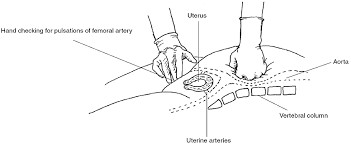 Uterus
Hand checking for pulsations of femoral artery
Aorta
Vertebral column
Uterine arteries